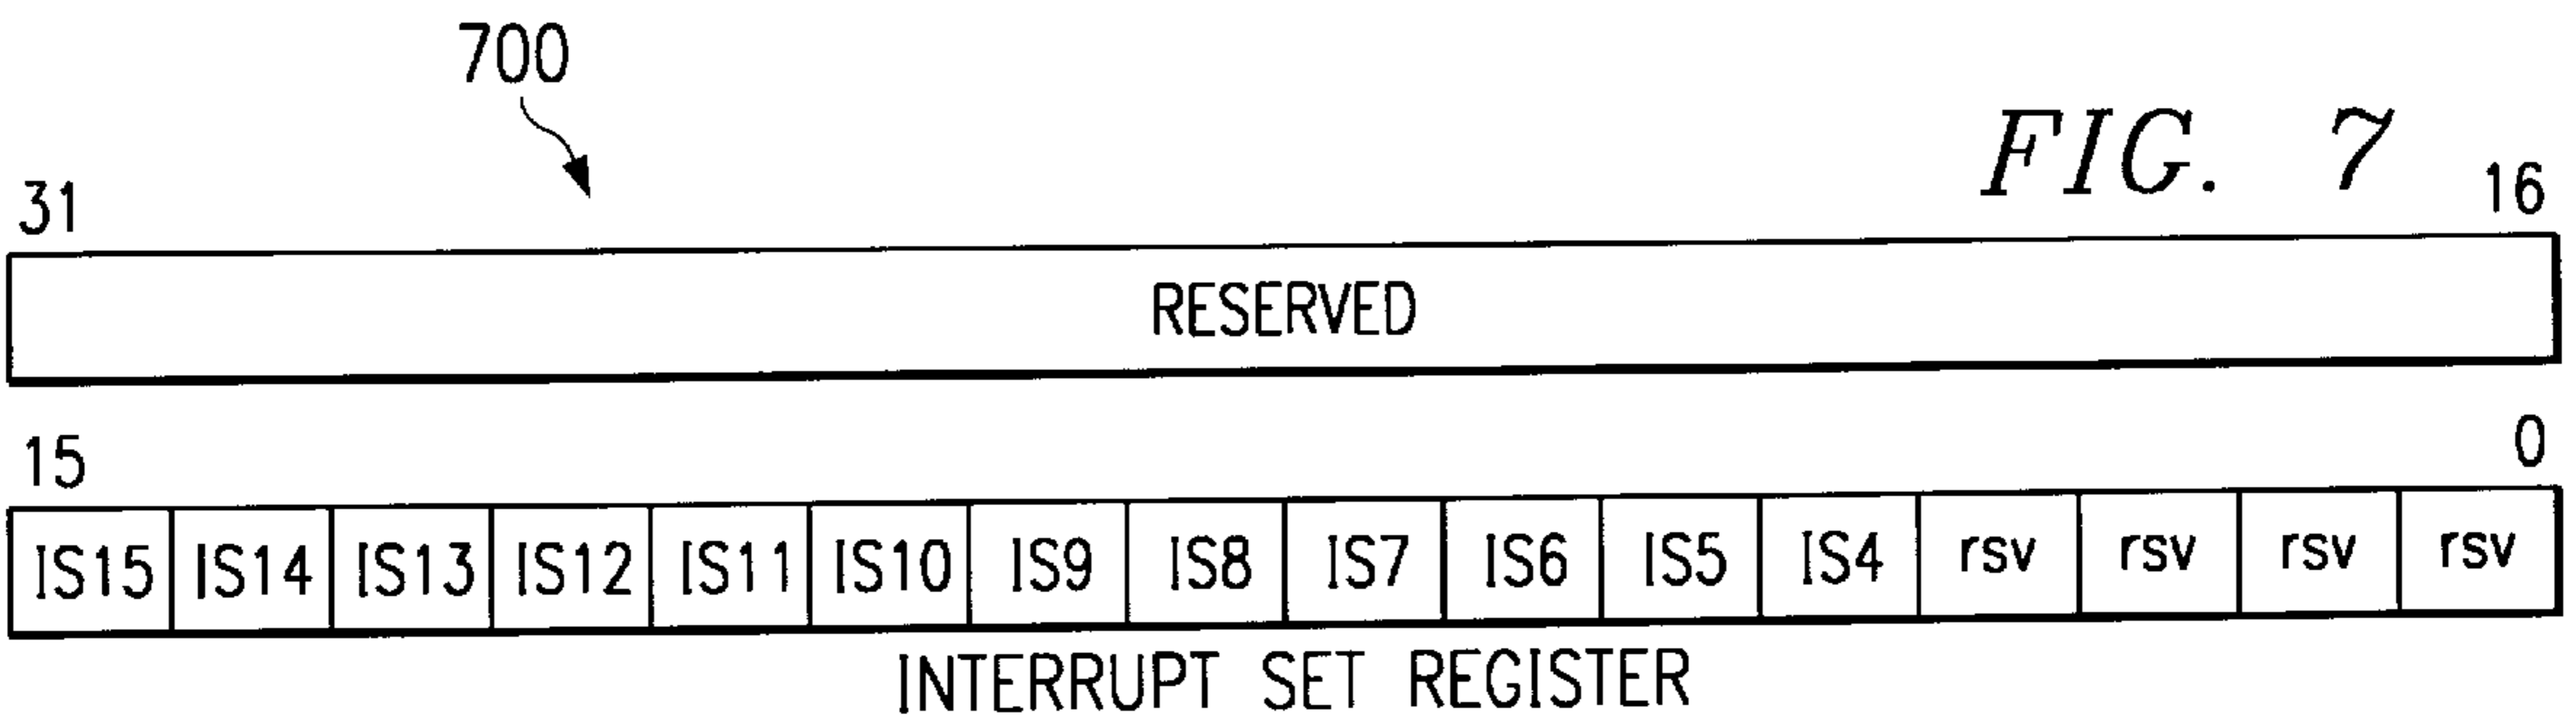 700
FIG. 7
31 16
RESERVED
15 0
IS15 IS14 IS13 IS12 IS11 IS10 IS9 IS8 IS7 IS6 IS5 IS4 rsv rsv rsv rsv
INTERRUPT SET REGISTER